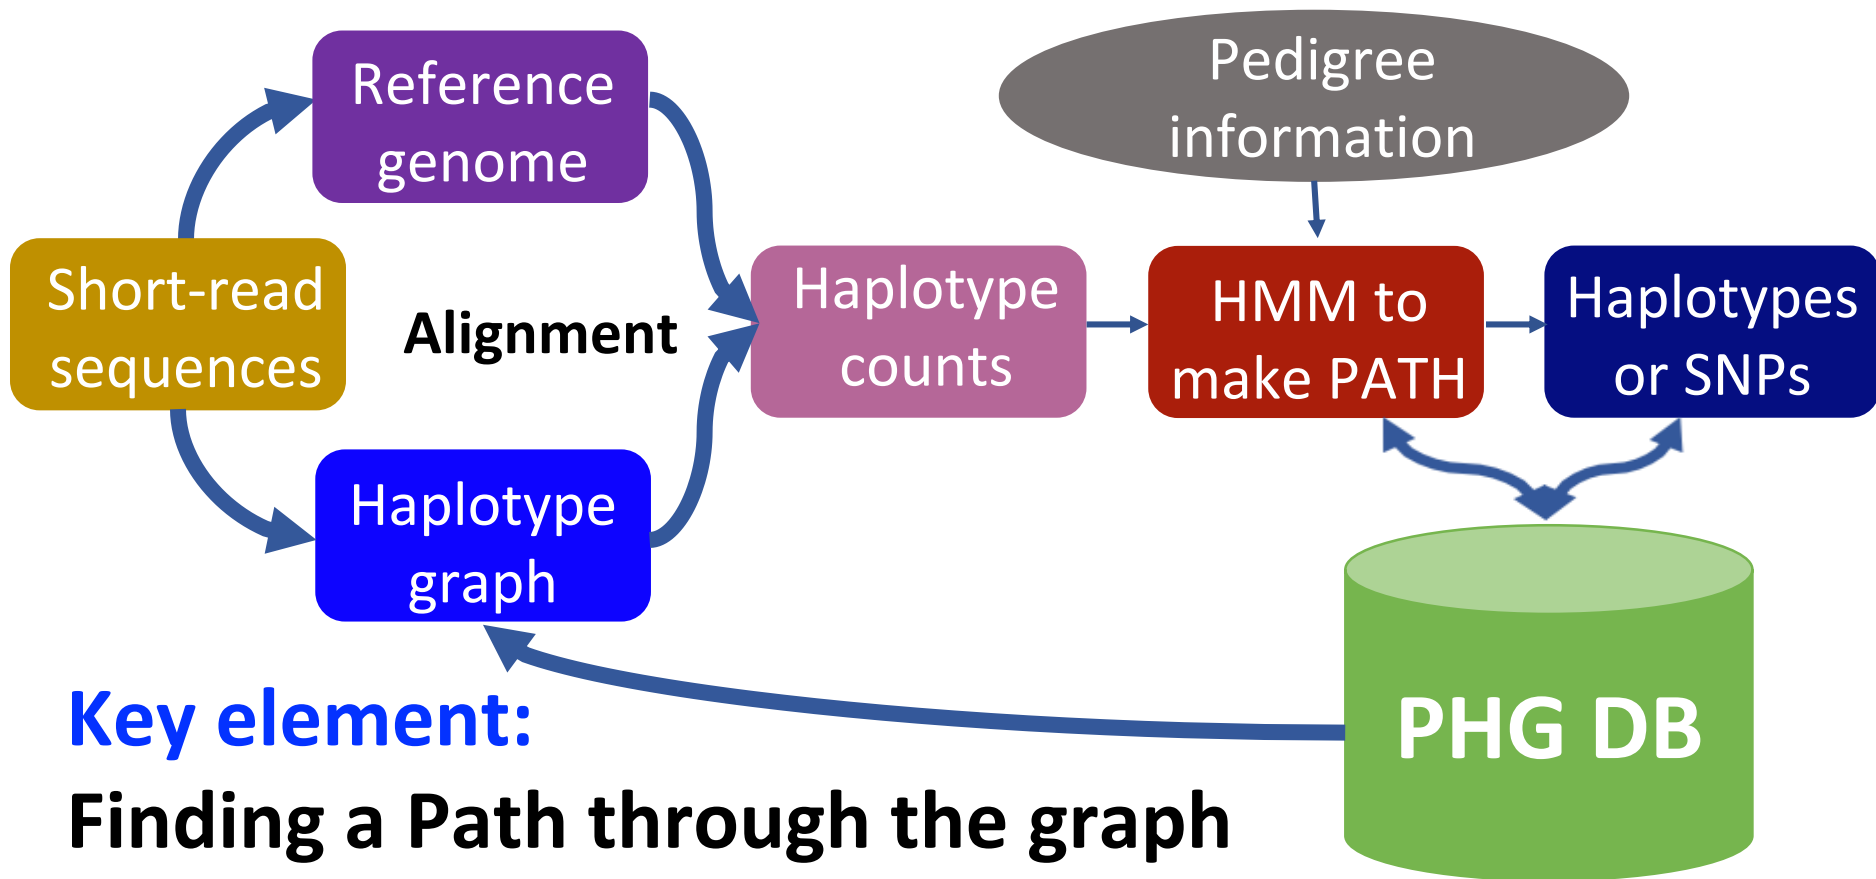 Reference
genome
Pedigree
information
Short-read
sequences
Alignment
Haplotype
counts
HMM to
make PATH
Haplotypes
or SNPs
Haplotype
graph
Key element:
Finding a Path through the graph
PHG DB